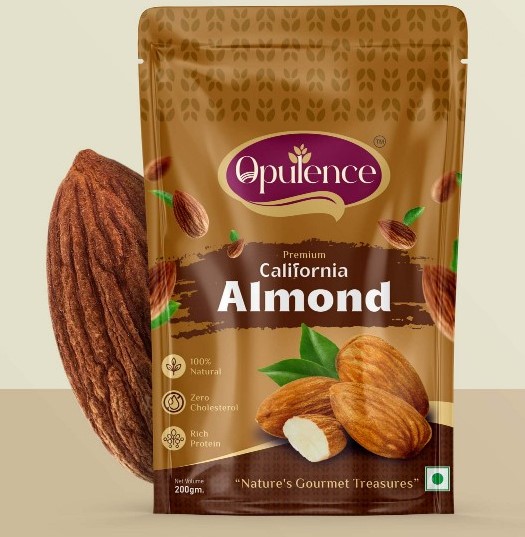 Opulence
TM
Premium
California
Almond
100%
Natural
Zero
Cholesterol
Rich
Protein
Net Volume
200gm.
"Nature's Gourmet Treasures"